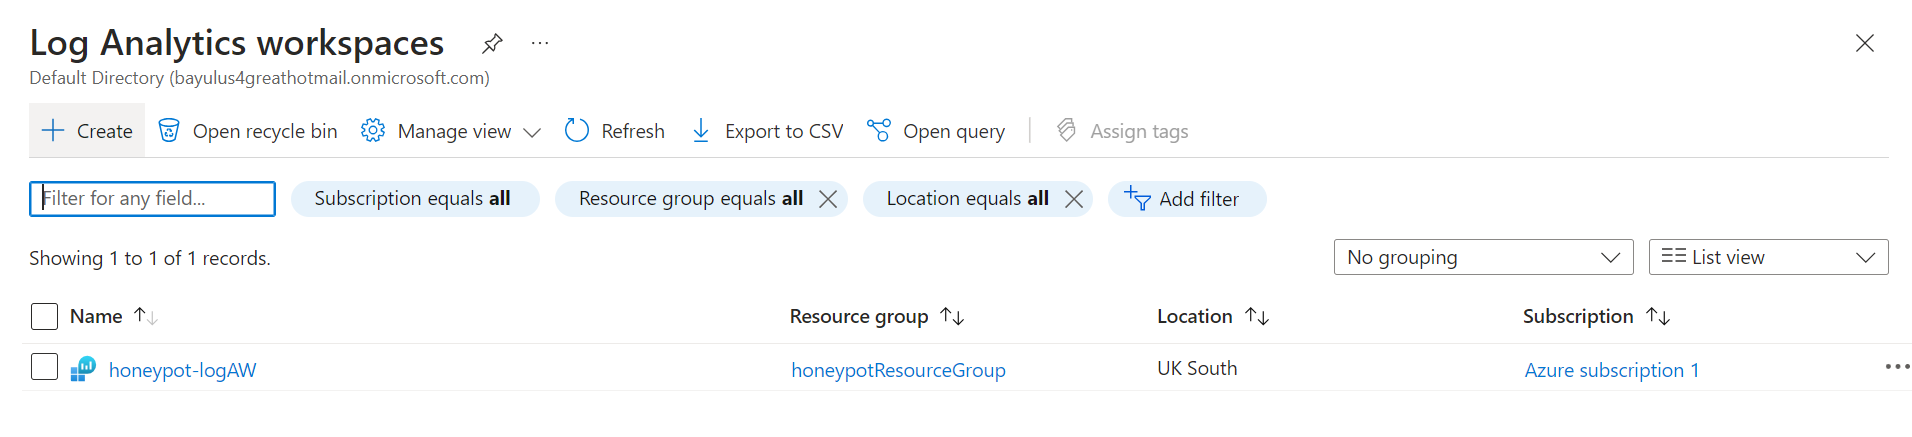 Log Analytics workspaces
Default Directory (bayulus4greathotmail.onmicrosoft.com)
Create Open recycle bin Manage view Refresh Export to CSV Open query Assign tags
Filter for any field... Subscription equals all Resource group equals all Location equals all Add filter
Showing 1 to 1 of 1 records. No grouping List view
Name Resource group Location Subscription
honeypot-logAW honeypotResourceGroup UK South Azure subscription 1